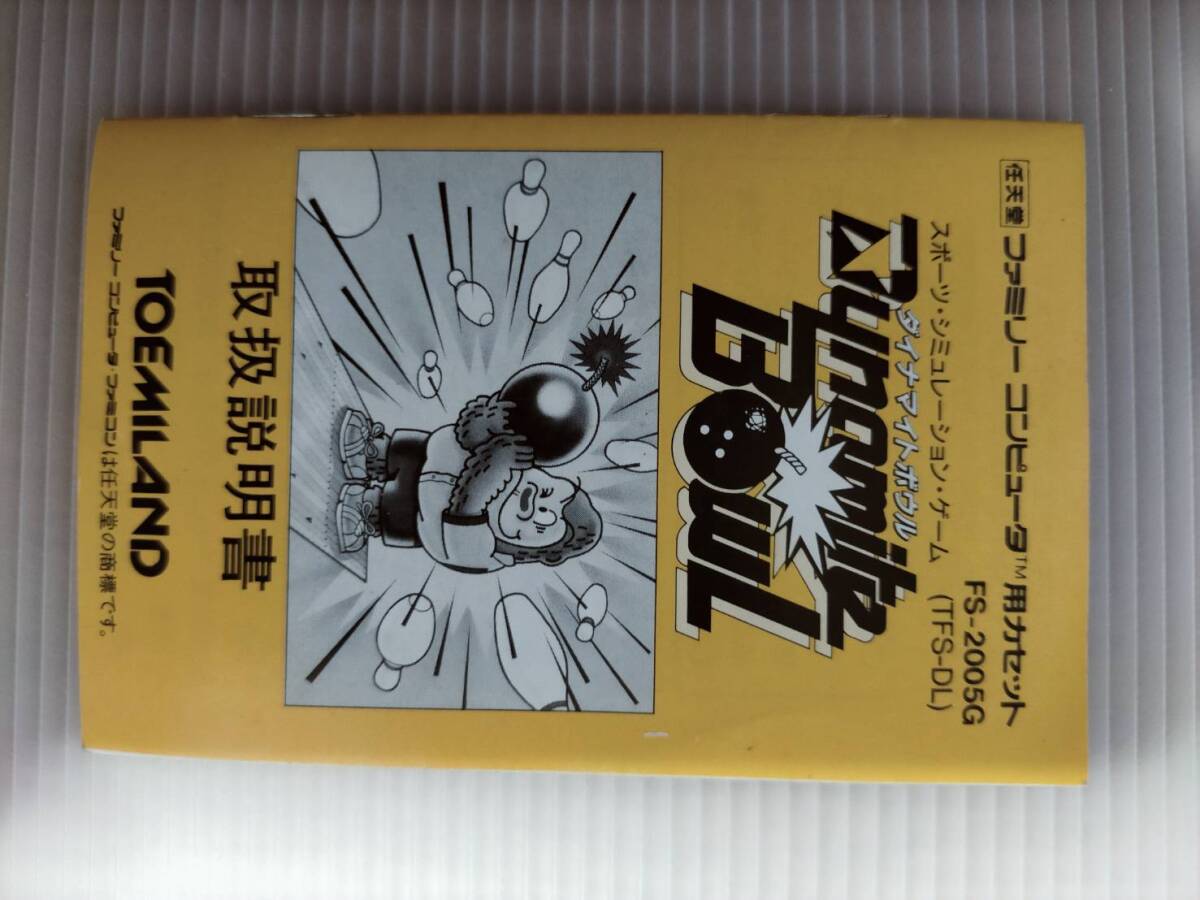 任天堂 ファミリー コンピュータ™用カセット
FS-2005G
スポーツ・シミュレーション・ゲーム (TFS-DL)
Dynamite
ダイナマイトボウル
BOWL
取扱説明書
TOEMILAND
ファミリーコンピュータ・ファミコンは任天堂の商標です。